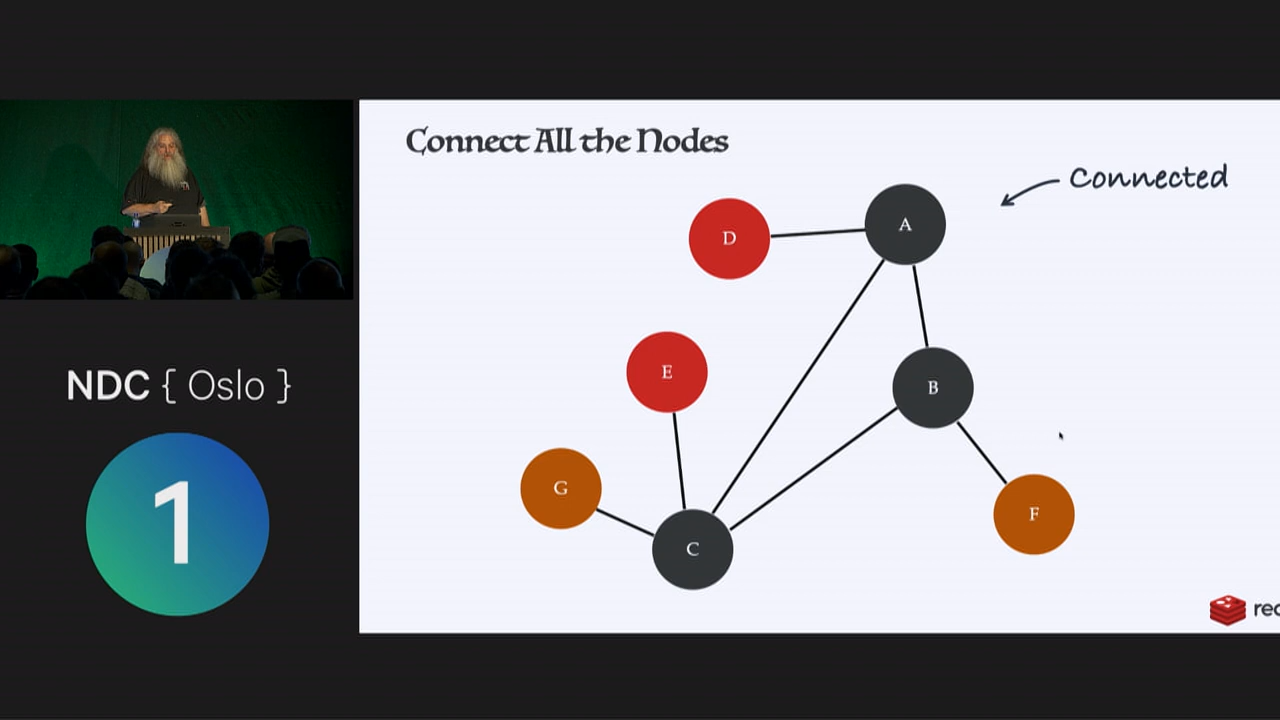 Connect All the Nodes
Connected
A
D
E
B
G
F
C
NDC { Oslo }
1